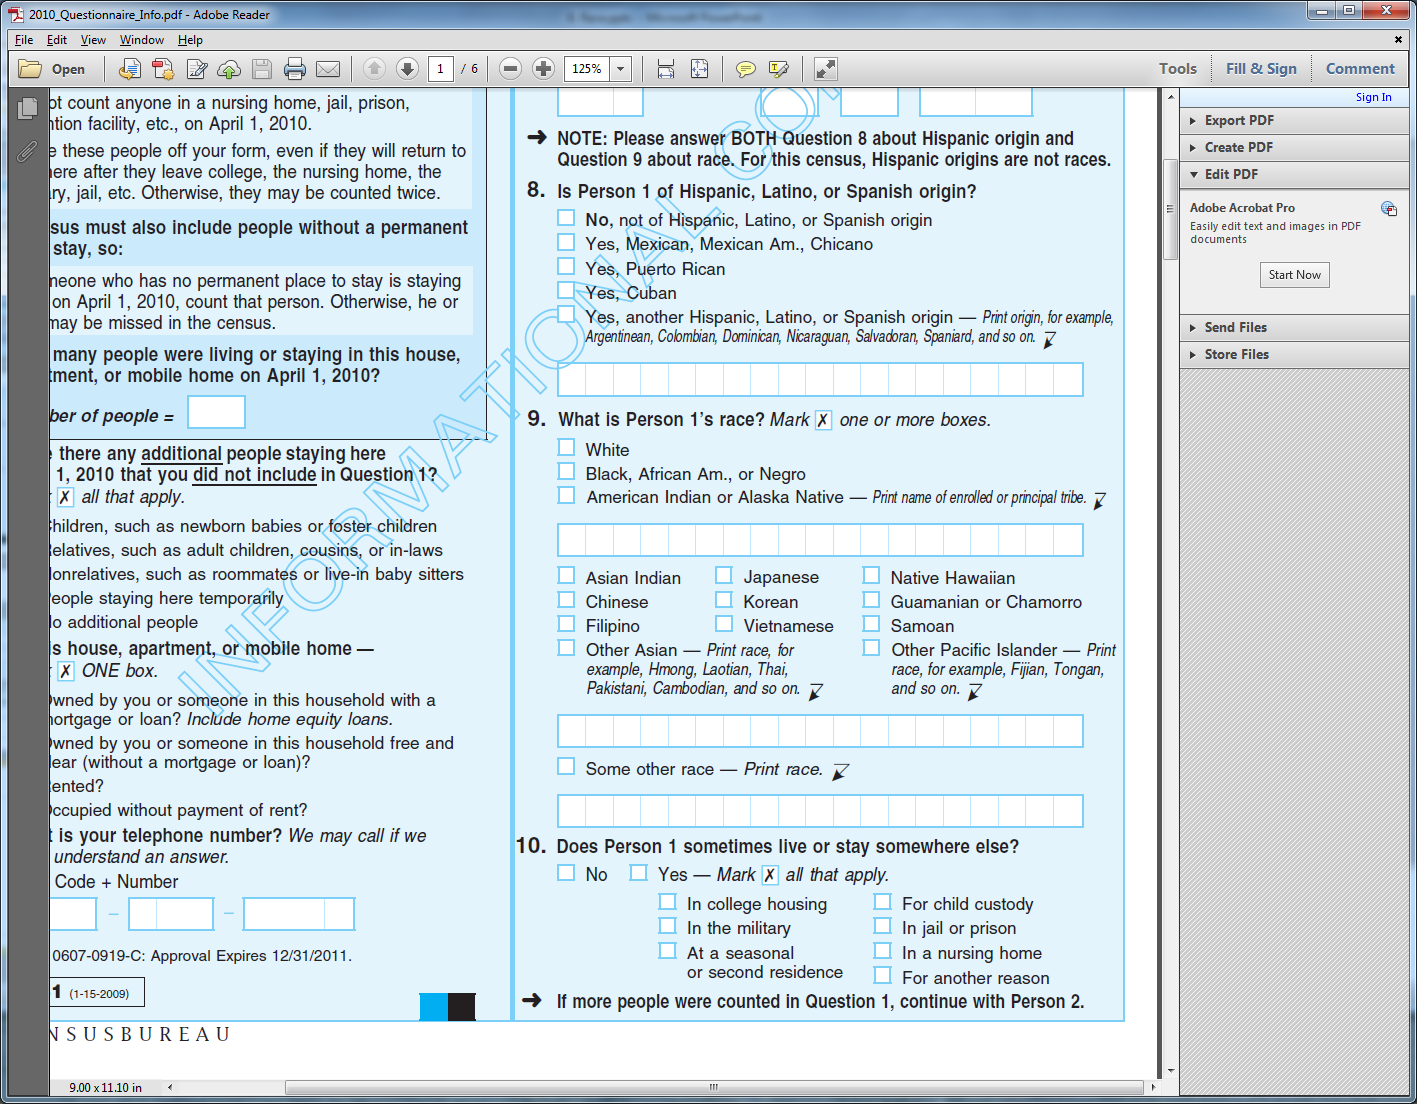 2010_Questionnaire_Info.pdf - Adobe Reader
File Edit View Window Help
Open
1 / 6
125%
Tools Fill & Sign Comment
Sign In
Export PDF
Create PDF
Edit PDF
Adobe Acrobat Pro
Easily edit text and images in PDF
documents
Start Now
Send Files
Store Files
ot count anyone in a nursing home, jail, prison,
ntion facility, etc., on April 1, 2010.
e these people off your form, even if they will return to
ere after they leave college, the nursing home, the
ry, jail, etc. Otherwise, they may be counted twice.
sus must also include people without a permanent
stay, so:
neone who has no permanent place to stay is staying
on April 1, 2010, count that person. Otherwise, he or
may be missed in the census.
many people were living or staying in this house,
tment, or mobile home on April 1, 2010?
ber of people =
e there any additional people staying here
1, 2010 that you did not include in Question 1?
X all that apply.
Children, such as newborn babies or foster children
Relatives, such as adult children, cousins, or in-laws
Nonrelatives, such as roommates or live-in baby sitters
People staying here temporarily
No additional people
s house, apartment, or mobile home —
X ONE box.
Owned by you or someone in this household with a
mortgage or loan? Include home equity loans.
Owned by you or someone in this household free and
clear (without a mortgage or loan)?
Rented?
Occupied without payment of rent?
t is your telephone number? We may call if we
understand an answer.
Code + Number
– –
0607-0919-C: Approval Expires 12/31/2011.
1 (1-15-2009)
NSUSBUREAU
INFORMATIONAL CO
➔ NOTE: Please answer BOTH Question 8 about Hispanic origin and
Question 9 about race. For this census, Hispanic origins are not races.
8. Is Person 1 of Hispanic, Latino, or Spanish origin?
No, not of Hispanic, Latino, or Spanish origin
Yes, Mexican, Mexican Am., Chicano
Yes, Puerto Rican
Yes, Cuban
Yes, another Hispanic, Latino, or Spanish origin — Print origin, for example,
Argentinean, Colombian, Dominican, Nicaraguan, Salvadoran, Spaniard, and so on.
9. What is Person 1's race? Mark X one or more boxes.
White
Black, African Am., or Negro
American Indian or Alaska Native — Print name of enrolled or principal tribe.
Asian Indian Japanese Native Hawaiian
Chinese Korean Guamanian or Chamorro
Filipino Vietnamese Samoan
Other Asian — Print race, for Other Pacific Islander — Print
example, Hmong, Laotian, Thai, race, for example, Fijian, Tongan,
Pakistani, Cambodian, and so on. and so on.
Some other race — Print race.
10. Does Person 1 sometimes live or stay somewhere else?
No Yes — Mark X all that apply.
In college housing For child custody
In the military In jail or prison
At a seasonal In a nursing home
or second residence For another reason
➔ If more people were counted in Question 1, continue with Person 2.
9.00 x 11.10 in